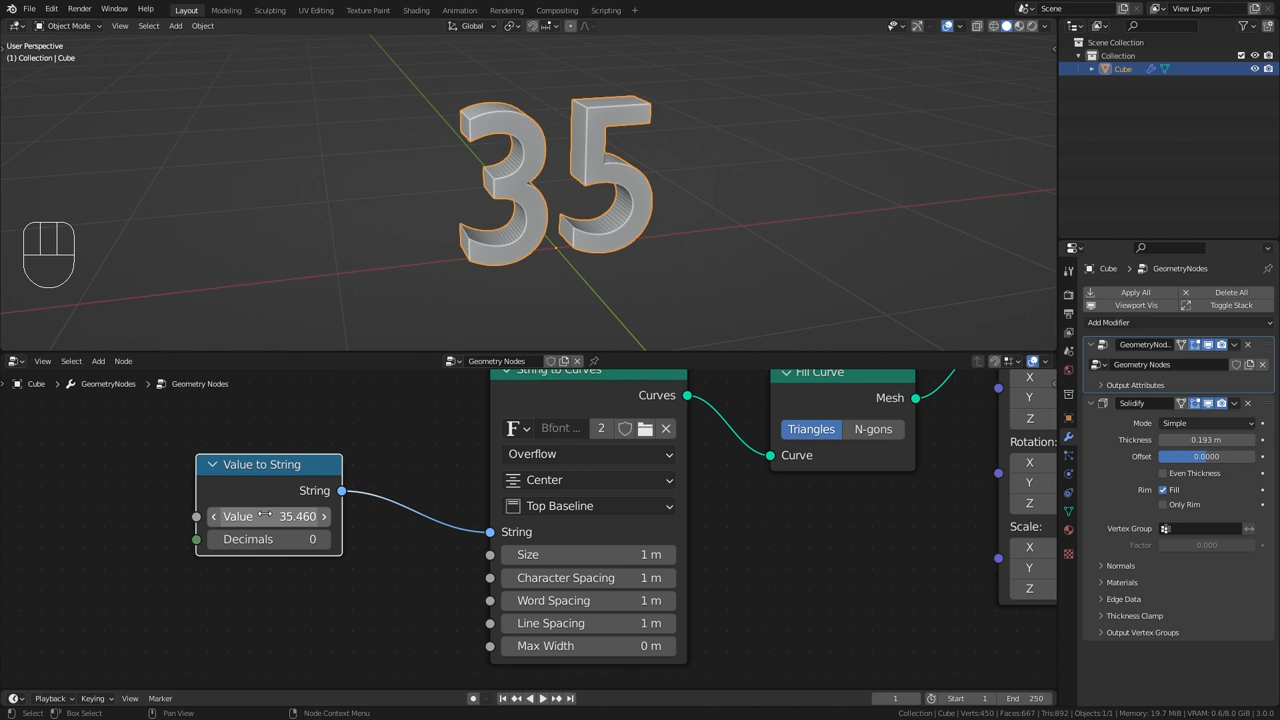 File Edit Render Window Help Layout Modeling Sculpting UV Editing Texture Paint Shading Animation Rendering Compositing Scripting + Scene View Layer
Object Mode View Select Add Object Global
User Perspective
(1) Collection | Cube
35
Scene Collection
Collection
Cube
Cube > GeometryNodes
Apply All Delete All
Viewport Vis Toggle Stack
Add Modifier
GeometryNod..
Geometry Nodes
Output Attributes
Solidify
Mode Simple
Thickness 0.193 m
Offset 0.0000
Even Thickness
Rim Fill
Only Rim
Vertex Group
Factor 0.000
Normals
Materials
Edge Data
Thickness Clamp
Output Vertex Groups
View Select Add Node Geometry Nodes
Cube > GeometryNodes > Geometry Nodes
Value to String
String
Value 35.460
Decimals 0
String to Curves
Curves
F Bfont ... 2
Overflow
Center
Top Baseline
String
Size 1 m
Character Spacing 1 m
Word Spacing 1 m
Line Spacing 1 m
Max Width 0 m
Fill Curve
Mesh
Triangles N-gons
Curve
X
Y
Z
Rotation:
X
Y
Z
Scale:
X
Y
Z
Playback Keying View Marker 1 Start 1 End 250
Select Box Select Pan View Node Context Menu Collection | Cube | Verts:450 | Faces:667 | Tris:892 | Objects:1/1 | Memory: 19.7 MiB | VRAM: 0.6/8.0 GiB | 3.0.0